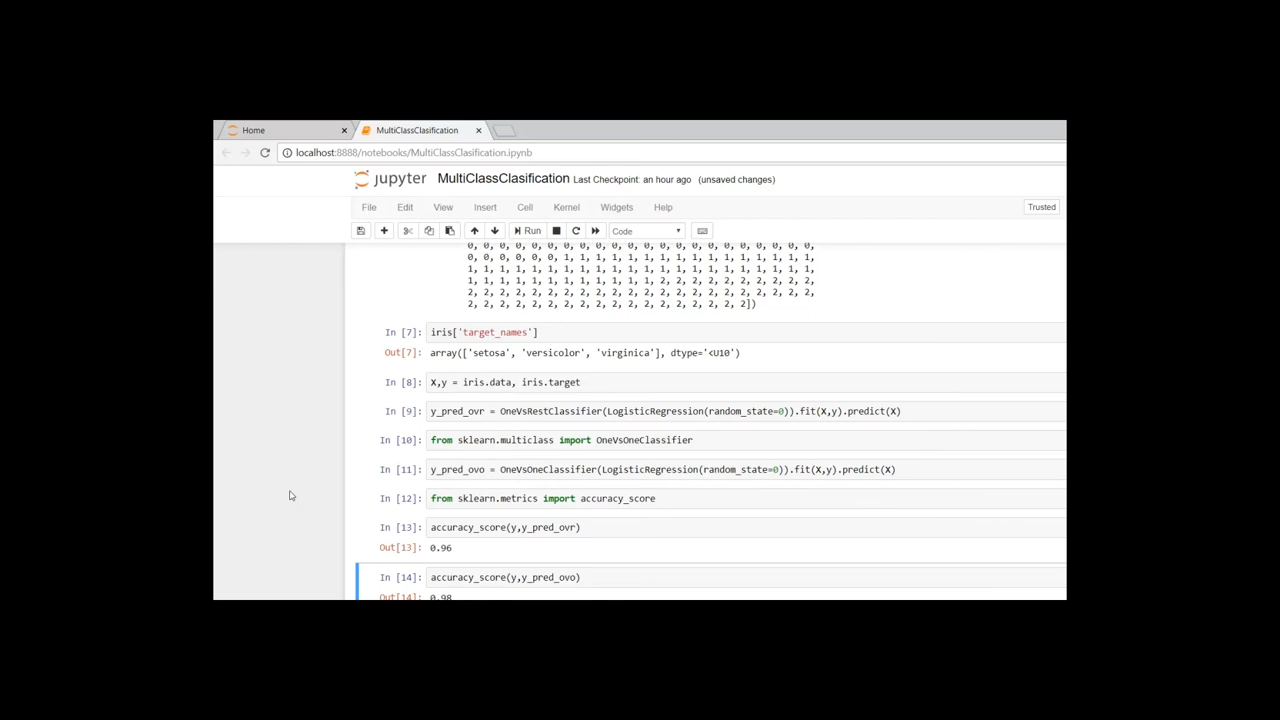 Home
MultiClassClasification
localhost:8888/notebooks/MultiClassClasification.ipynb
jupyter MultiClassClasification Last Checkpoint: an hour ago (unsaved changes)
File Edit View Insert Cell Kernel Widgets Help Trusted
Run Code
0, 0, 0, 0, 0, 0, 0, 0, 0, 0, 0, 0, 0, 0, 0, 0, 0, 0, 0, 0, 0, 0,
0, 0, 0, 0, 0, 0, 1, 1, 1, 1, 1, 1, 1, 1, 1, 1, 1, 1, 1, 1, 1, 1,
1, 1, 1, 1, 1, 1, 1, 1, 1, 1, 1, 1, 1, 1, 1, 1, 1, 1, 1, 1, 1, 1,
1, 1, 1, 1, 1, 1, 1, 1, 1, 1, 1, 1, 2, 2, 2, 2, 2, 2, 2, 2, 2, 2,
2, 2, 2, 2, 2, 2, 2, 2, 2, 2, 2, 2, 2, 2, 2, 2, 2, 2, 2, 2, 2, 2,
2, 2, 2, 2, 2, 2, 2, 2, 2, 2, 2, 2, 2, 2, 2, 2, 2, 2])
In [7]: iris['target_names']
Out[7]: array(['setosa', 'versicolor', 'virginica'], dtype='<U10')
In [8]: X,y = iris.data, iris.target
In [9]: y_pred_ovr = OneVsRestClassifier(LogisticRegression(random_state=0)).fit(X,y).predict(X)
In [10]: from sklearn.multiclass import OneVsOneClassifier
In [11]: y_pred_ovo = OneVsOneClassifier(LogisticRegression(random_state=0)).fit(X,y).predict(X)
In [12]: from sklearn.metrics import accuracy_score
In [13]: accuracy_score(y,y_pred_ovr)
Out[13]: 0.96
In [14]: accuracy_score(y,y_pred_ovo)
Out[14]: 0.98